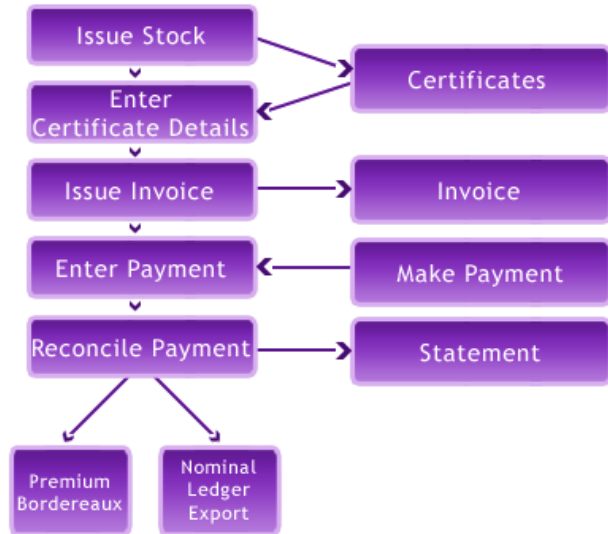 Issue Stock
Certificates
Enter
Certificate Details
Issue Invoice
Invoice
Enter Payment
Make Payment
Reconcile Payment
Statement
Premium
Bordereaux
Nominal
Ledger
Export